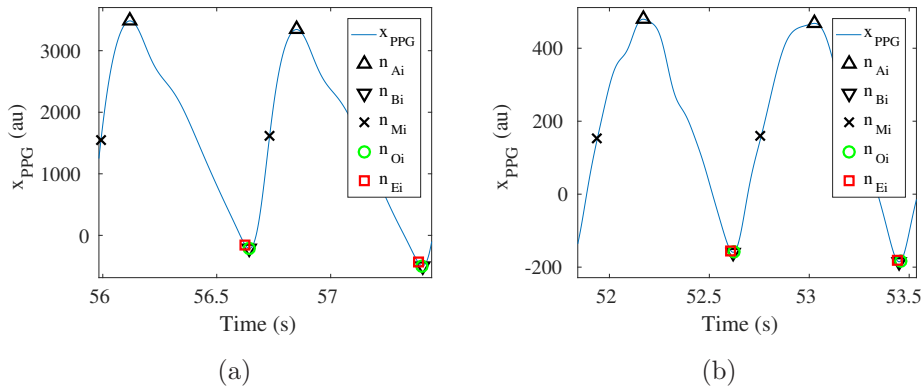 3000
2000
1000
0
x_PPG (au)
56
56.5
57
Time (s)
x_PPG
n_Ai
n_Bi
n_Mi
n_Oi
n_Ei
(a)
400
200
0
-200
x_PPG (au)
52
52.5
53
53.5
Time (s)
x_PPG
n_Ai
n_Bi
n_Mi
n_Oi
n_Ei
(b)